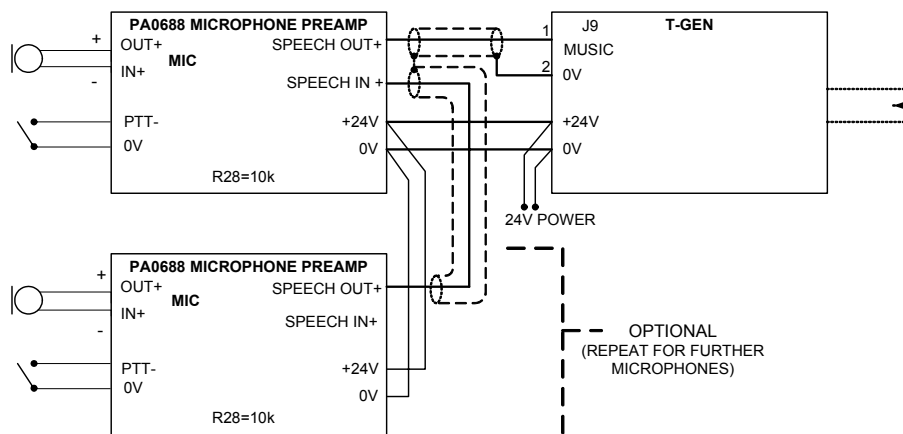 PA0688 MICROPHONE PREAMP
+
OUT+
SPEECH OUT+
MIC
IN+
-
SPEECH IN +
PTT-
+24V
0V
0V
R28=10k
1
J9
T-GEN
MUSIC
2
0V
+24V
0V
24V POWER
PA0688 MICROPHONE PREAMP
+
OUT+
SPEECH OUT+
MIC
IN+
-
SPEECH IN+
PTT-
+24V
0V
0V
R28=10k
OPTIONAL
(REPEAT FOR FURTHER
MICROPHONES)